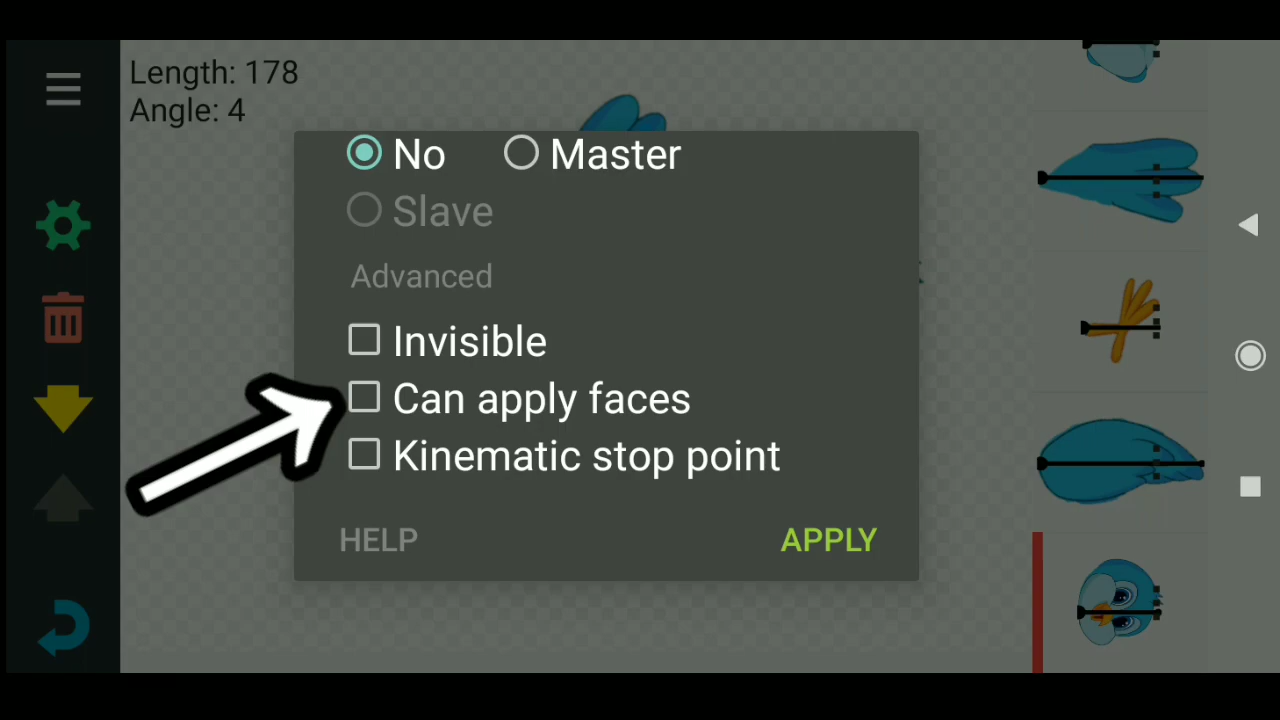 Length: 178
Angle: 4
No Master
Slave
Advanced
Invisible
Can apply faces
Kinematic stop point
HELP APPLY